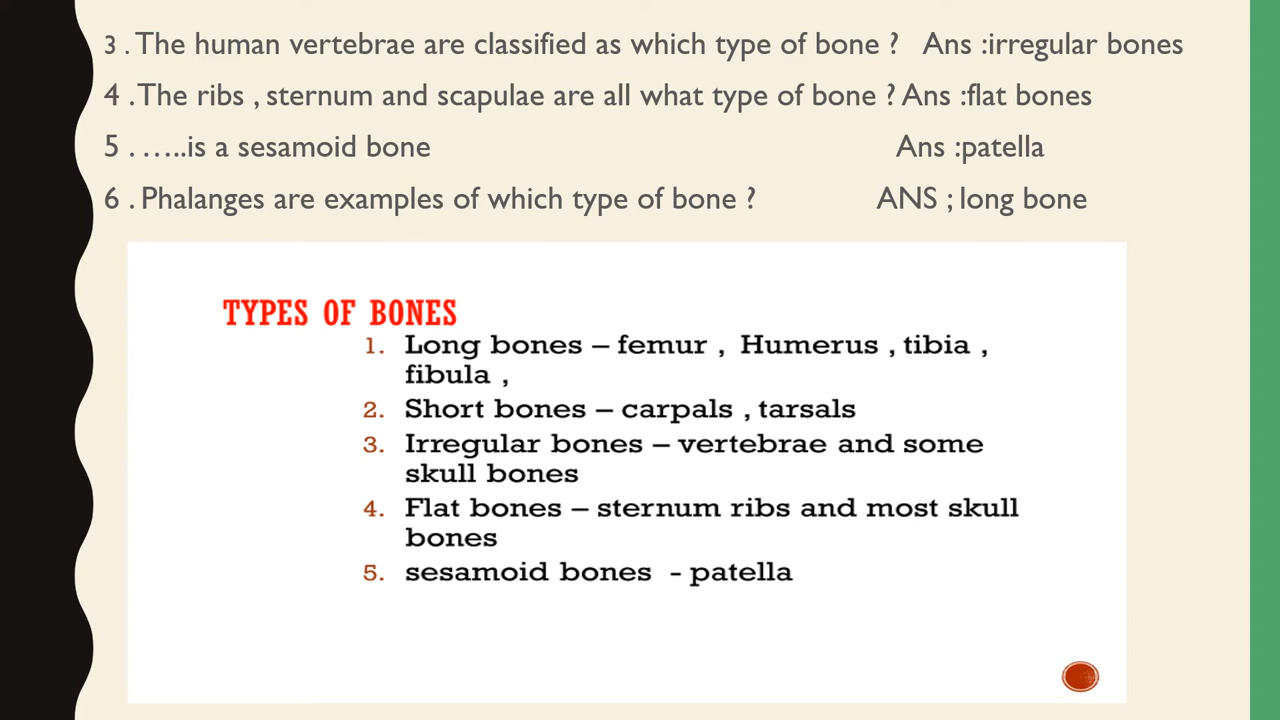 3 . The human vertebrae are classified as which type of bone ? Ans :irregular bones
4 . The ribs , sternum and scapulae are all what type of bone ? Ans :flat bones
5 . …..is a sesamoid bone Ans :patella
6 . Phalanges are examples of which type of bone ? ANS ; long bone
TYPES OF BONES
1. Long bones – femur , Humerus , tibia ,
fibula ,
2. Short bones – carpals , tarsals
3. Irregular bones – vertebrae and some
skull bones
4. Flat bones – sternum ribs and most skull
bones
5. sesamoid bones - patella